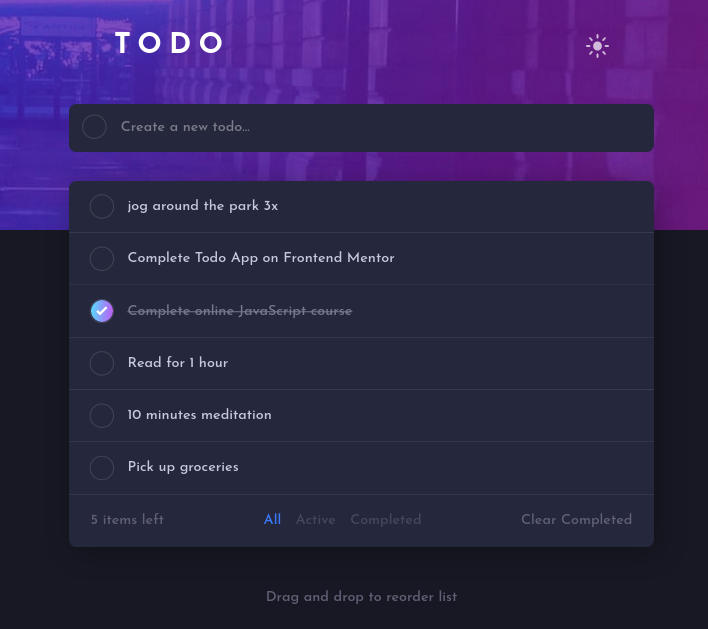 TODO
Create a new todo...
jog around the park 3x
Complete Todo App on Frontend Mentor
Complete online JavaScript course
Read for 1 hour
10 minutes meditation
Pick up groceries
5 items left All Active Completed Clear Completed
Drag and drop to reorder list